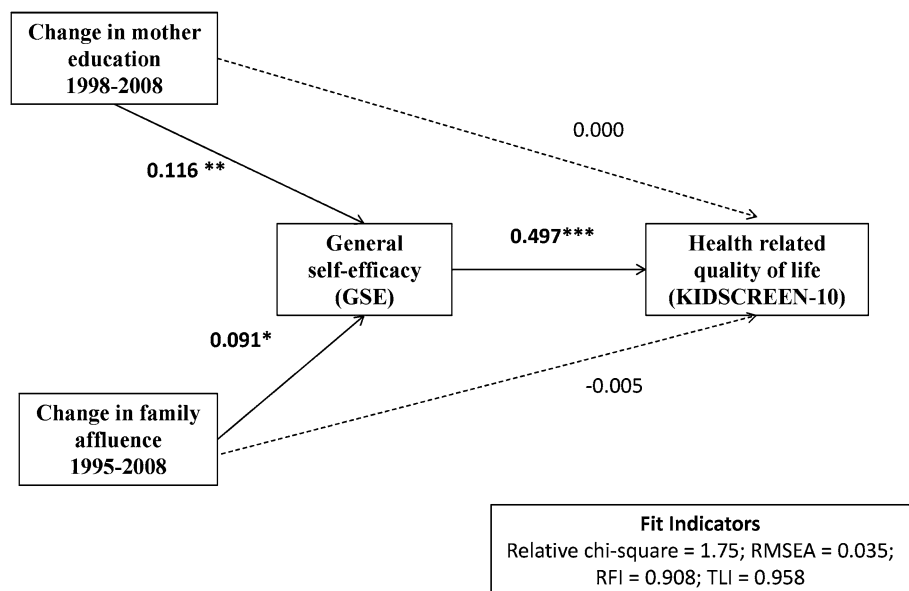 Change in mother
education
1998-2008
0.000
0.116 **
General
self-efficacy
(GSE)
0.497***
Health related
quality of life
(KIDSCREEN-10)
0.091*
-0.005
Change in family
affluence
1995-2008
Fit Indicators
Relative chi-square = 1.75; RMSEA = 0.035;
RFI = 0.908; TLI = 0.958